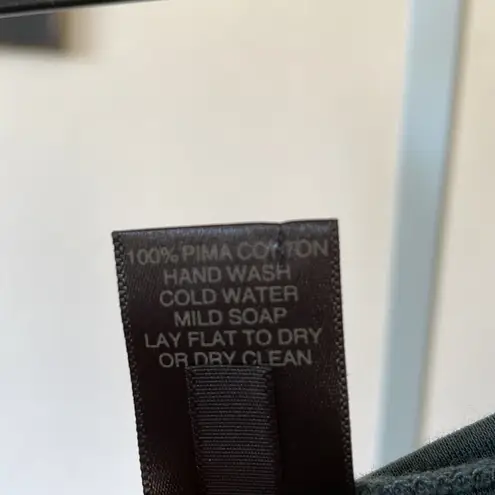 100% PIMA COTTON
HAND WASH
COLD WATER
MILD SOAP
LAY FLAT TO DRY
OR DRY CLEAN